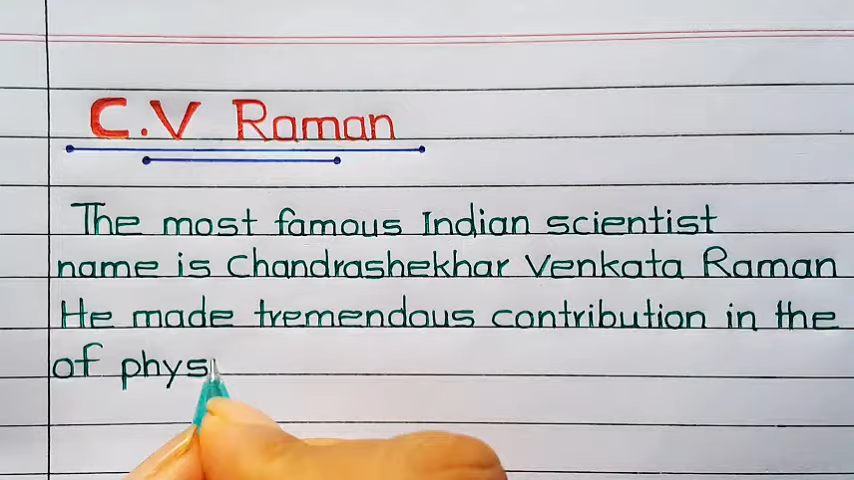 C.V Raman
The most famous Indian scientist
name is Chandrashekhar Venkata Raman
He made tremendous contribution in the
of phys